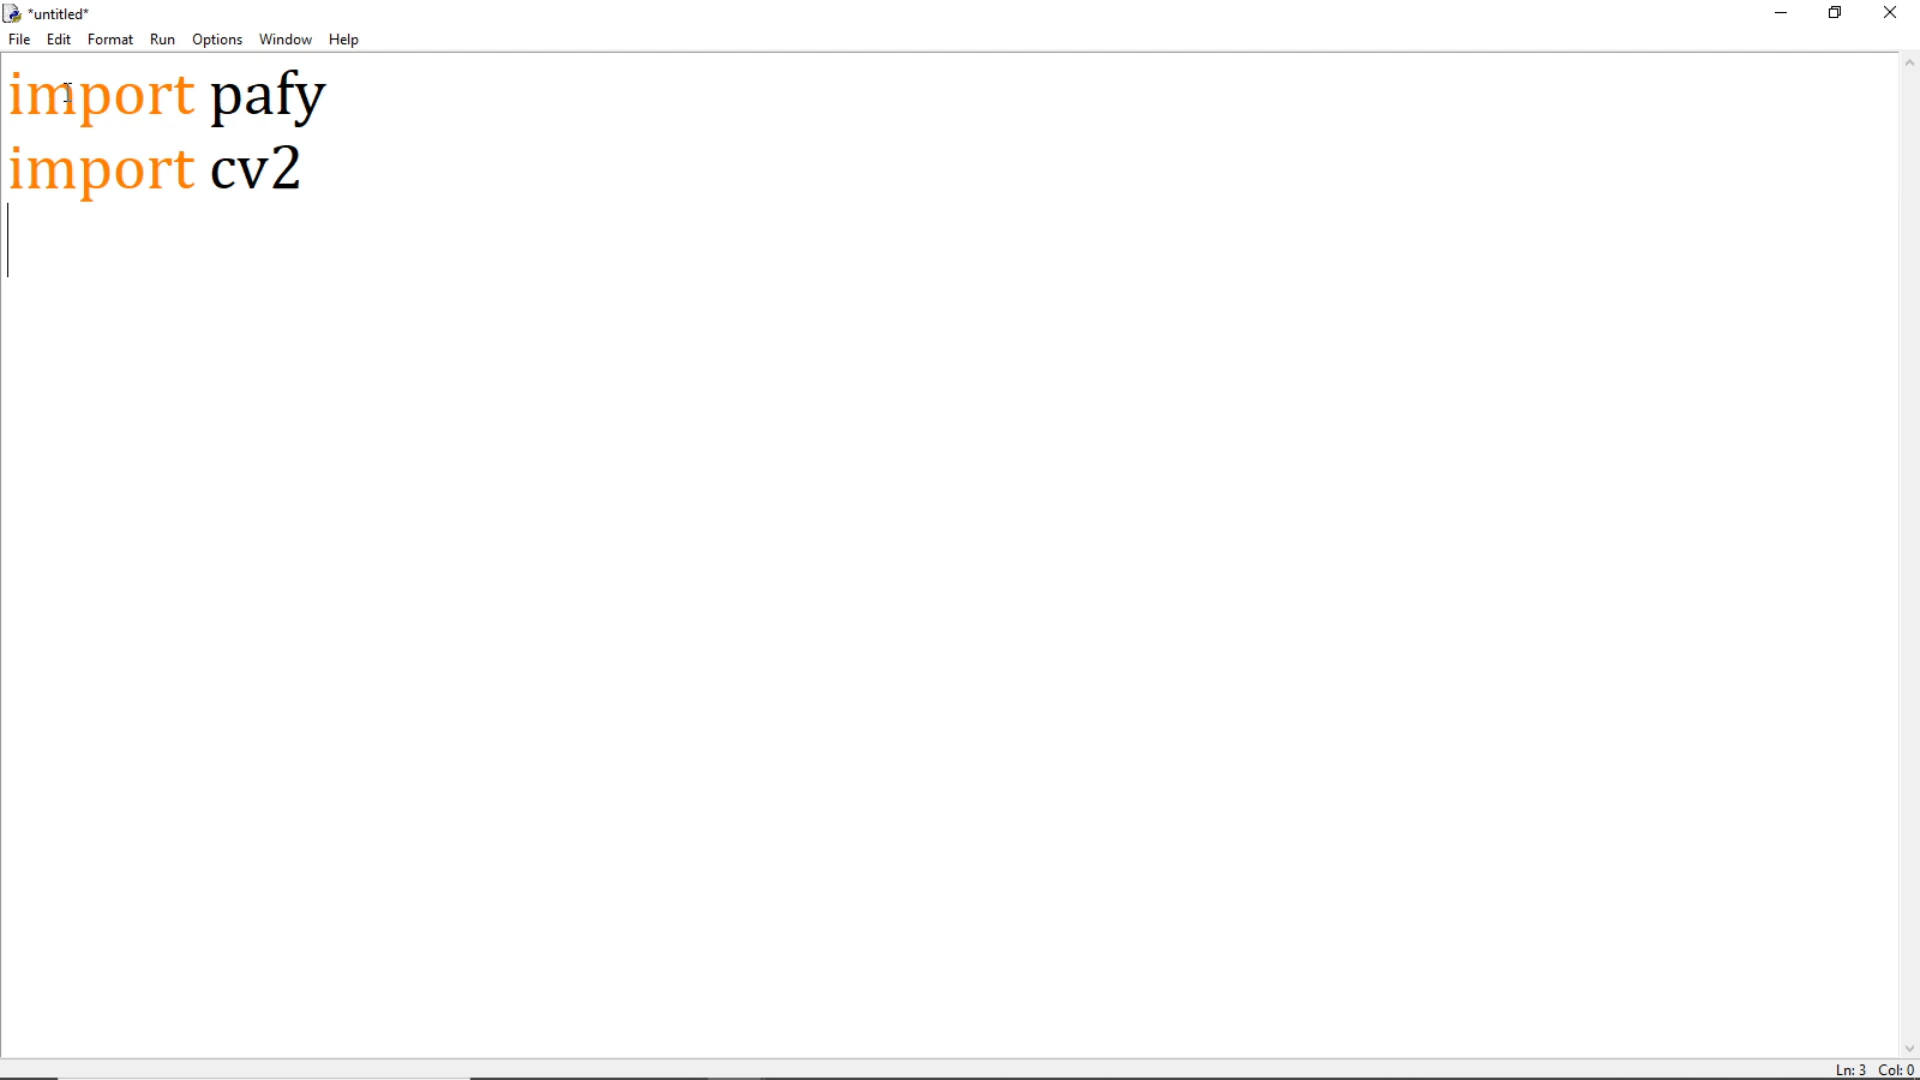 *untitled*
File Edit Format Run Options Window Help
import pafy
import cv2
Ln: 3 Col: 0